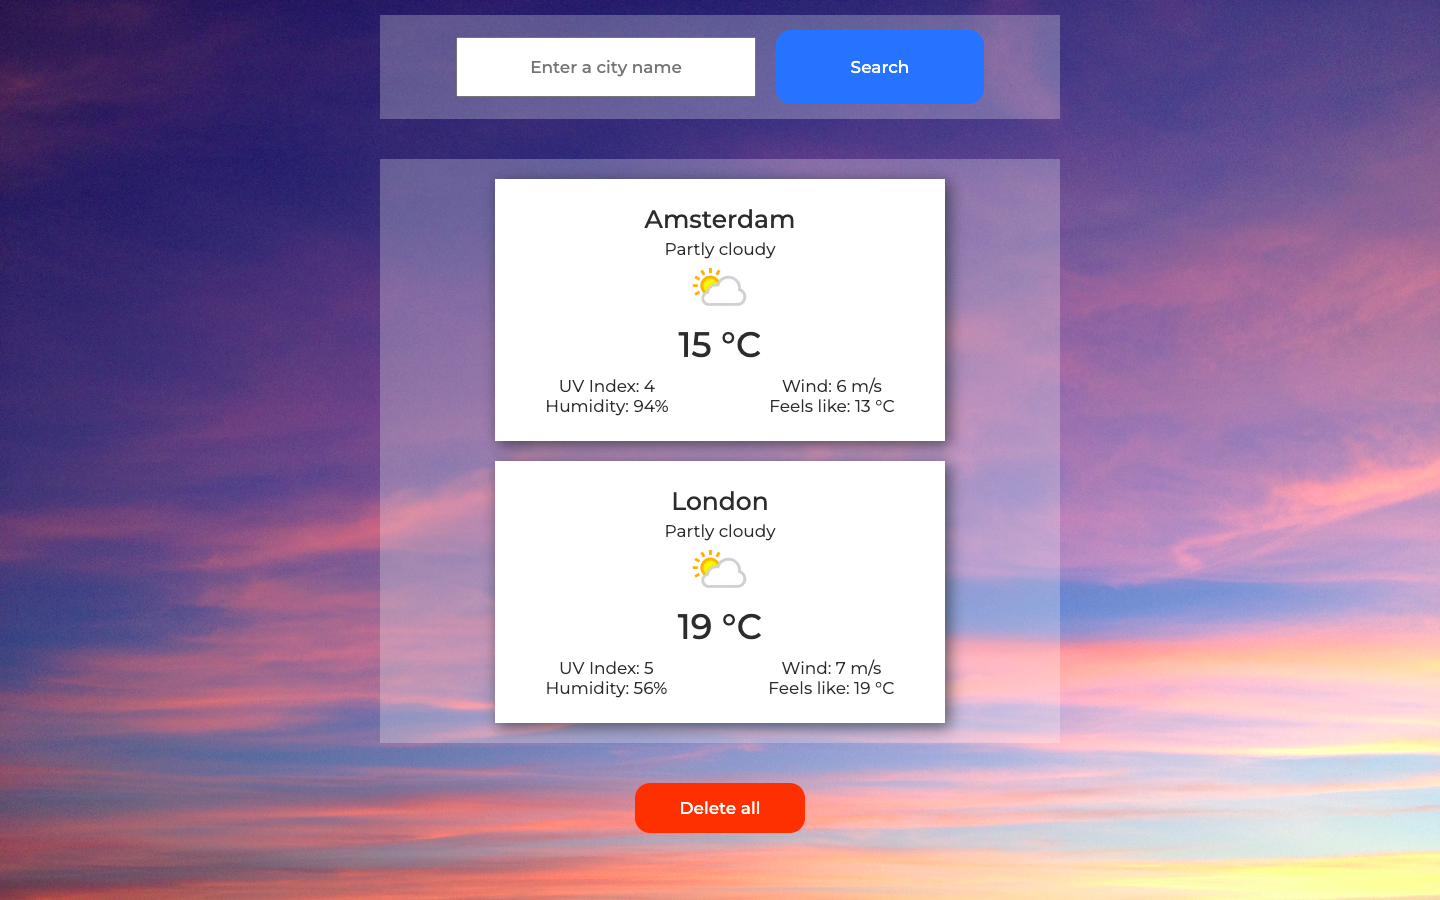 Enter a city name
Search
Amsterdam
Partly cloudy
15 °C
UV Index: 4
Humidity: 94%
Wind: 6 m/s
Feels like: 13 °C
London
Partly cloudy
19 °C
UV Index: 5
Humidity: 56%
Wind: 7 m/s
Feels like: 19 °C
Delete all